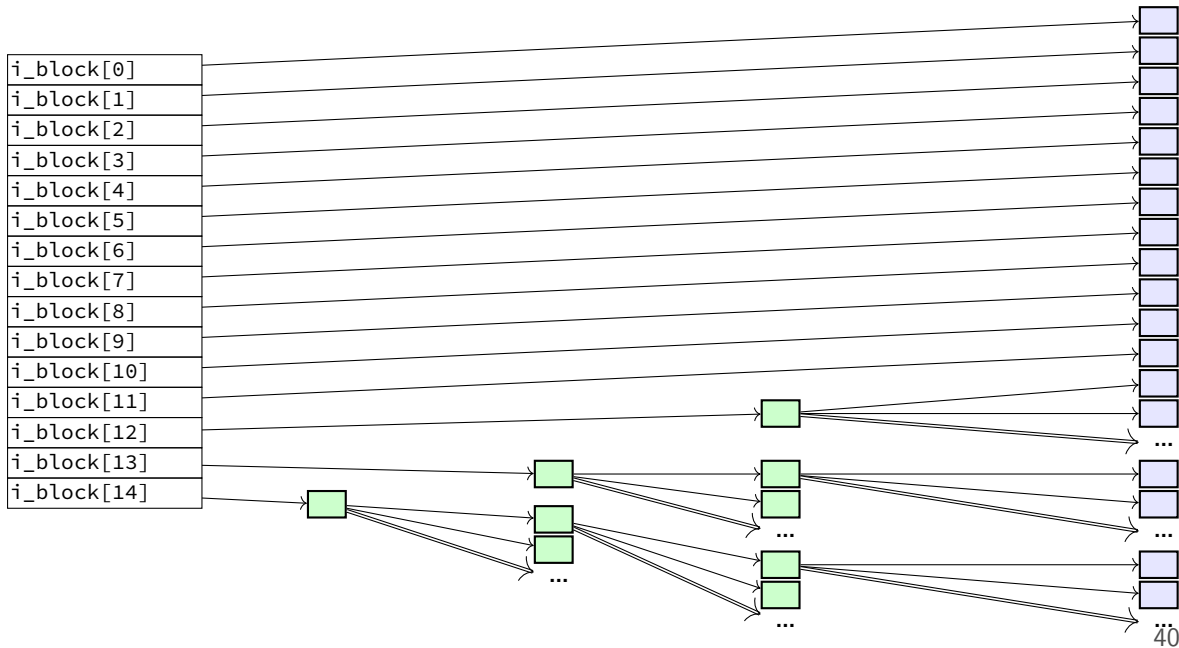 i_block[0]
i_block[1]
i_block[2]
i_block[3]
i_block[4]
i_block[5]
i_block[6]
i_block[7]
i_block[8]
i_block[9]
i_block[10]
i_block[11]
i_block[12]
...
i_block[13]
i_block[14]
... ...
...
... ...
40